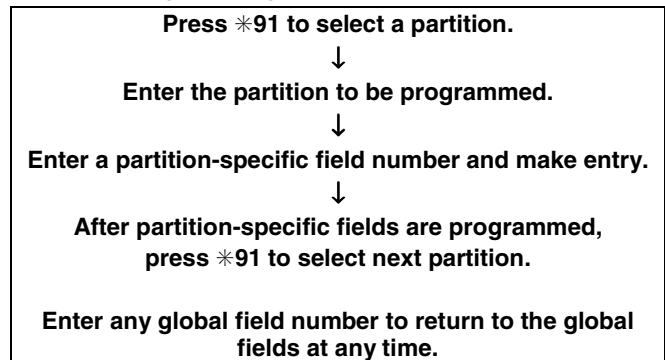 Press ✳91 to select a partition.
↓
Enter the partition to be programmed.
↓
Enter a partition-specific field number and make entry.
↓
After partition-specific fields are programmed,
press ✳91 to select next partition.
Enter any global field number to return to the global
fields at any time.